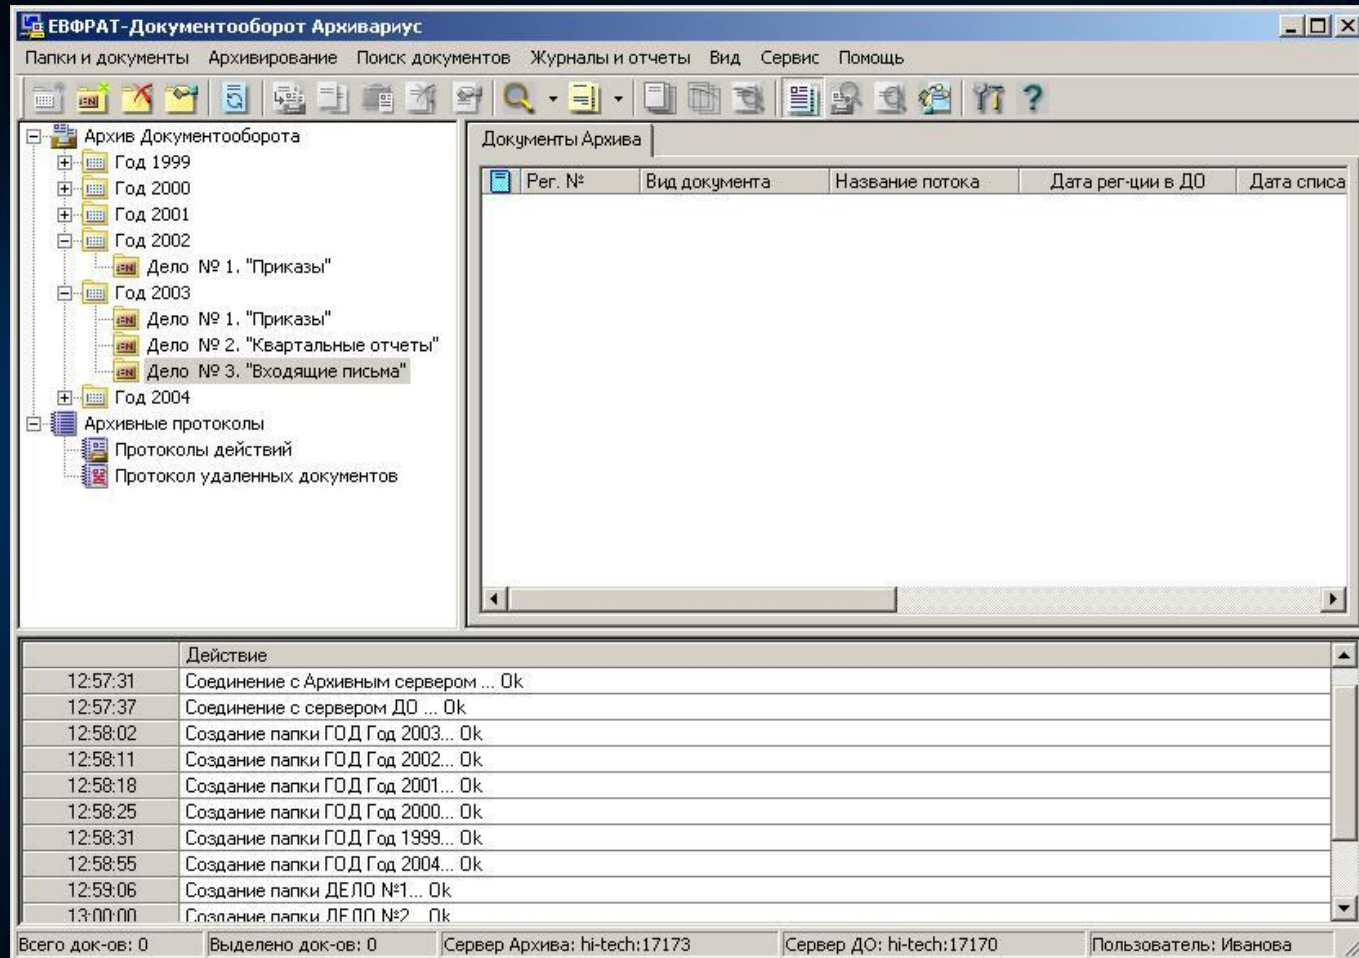 ЕВФРАТ-Документооборот Архивариус
Папки и документы Архивирование Поиск документов Журналы и отчеты Вид Сервис Помощь
Архив Документооборота
Год 1999
Год 2000
Год 2001
Год 2002
Дело № 1. "Приказы"
Год 2003
Дело № 1. "Приказы"
Дело № 2. "Квартальные отчеты"
Дело № 3. "Входящие письма"
Год 2004
Архивные протоколы
Протоколы действий
Протокол удаленных документов
Документы Архива
Рег. № Вид документа Название потока Дата рег-ции в ДО Дата списа
Действие
12:57:31 Соединение с Архивным сервером ... Ok
12:57:37 Соединение с сервером ДО ... Ok
12:58:02 Создание папки ГОД Год 2003... Ok
12:58:11 Создание папки ГОД Год 2002... Ok
12:58:18 Создание папки ГОД Год 2001... Ok
12:58:25 Создание папки ГОД Год 2000... Ok
12:58:31 Создание папки ГОД Год 1999... Ok
12:58:55 Создание папки ГОД Год 2004... Ok
12:59:06 Создание папки ДЕЛО №1... Ok
13:00:00 Создание папки ДЕЛО №2... Ok
Всего док-ов: 0 Выделено док-ов: 0 Сервер Архива: hi-tech:17173 Сервер ДО: hi-tech:17170 Пользователь: Иванова